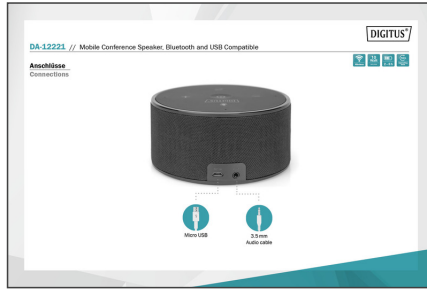 DIGITUS®
DA-12221 // Mobile Conference Speaker, Bluetooth and USB Compatible
Anschlüsse
Connections
Micro USB
3.5 mm
Audio cable